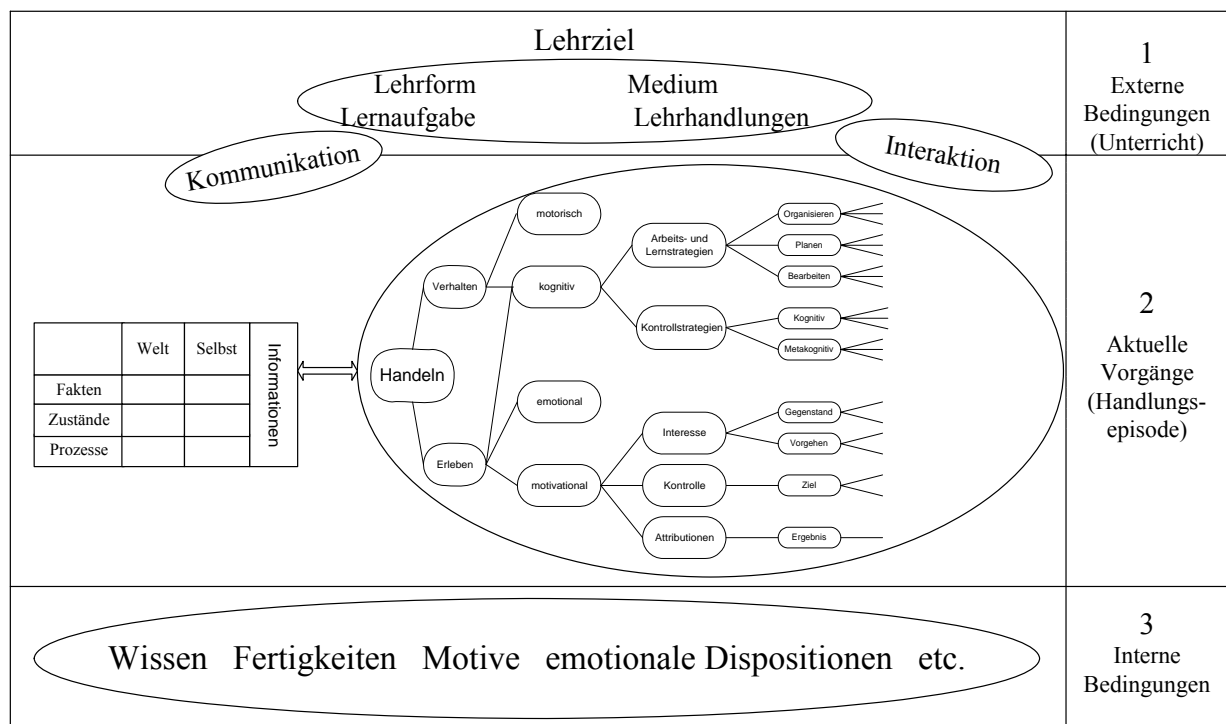 Lehrziel
Lehrform Medium
Lernaufgabe Lehrhandlungen
1
Externe
Bedingungen
(Unterricht)
Kommunikation
Interaktion
motorisch
Verhalten
kognitiv
Arbeits- und
Lernstrategien
Organisieren
Planen
Bearbeiten
Kontrollstrategien
Kognitiv
Metakognitiv
Welt Selbst
Informationen
Fakten
Zustände
Prozesse
Handeln
emotional
Erleben
motivational
Interesse
Gegenstand
Vorgehen
Kontrolle
Ziel
Attributionen
Ergebnis
2
Aktuelle
Vorgänge
(Handlungs-
episode)
Wissen Fertigkeiten Motive emotionale Dispositionen etc.
3
Interne
Bedingungen